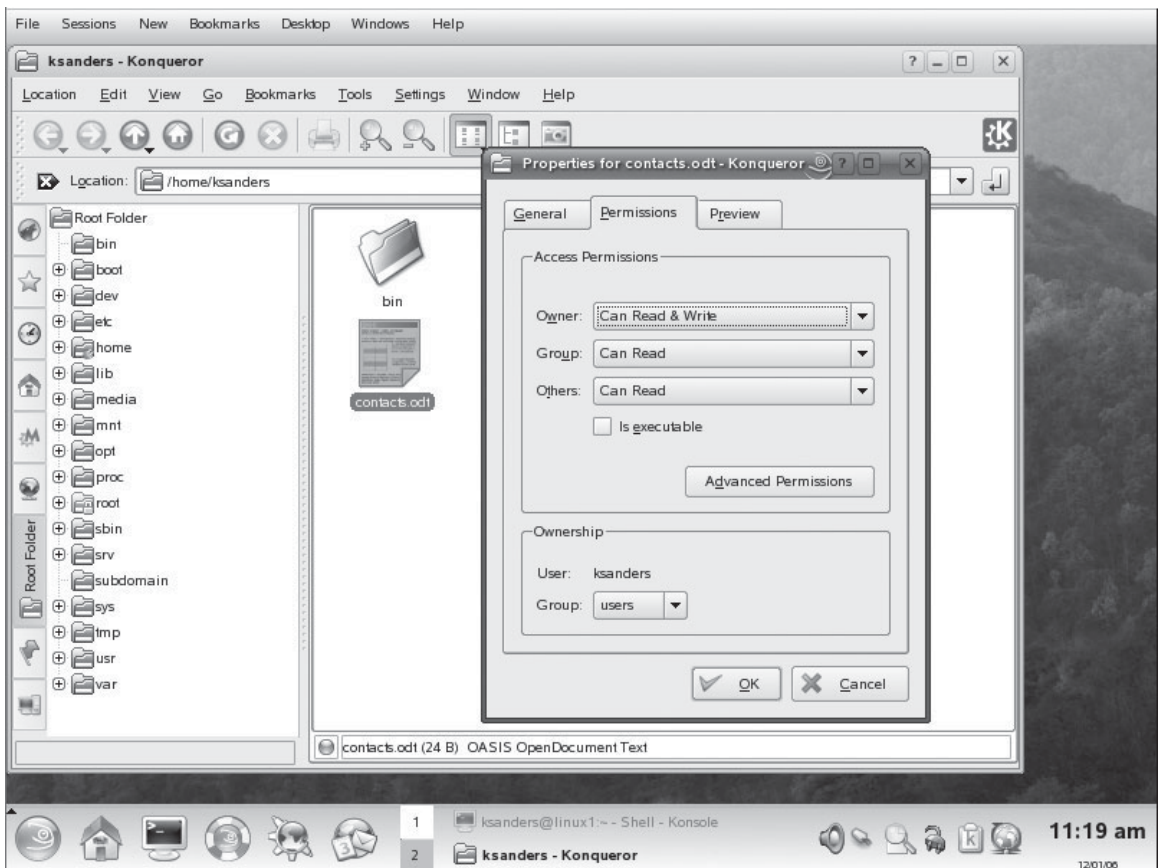 File Sessions New Bookmarks Desktop Windows Help
ksanders - Konqueror
Location Edit View Go Bookmarks Tools Settings Window Help
Location: /home/ksanders
Properties for contacts.odt - Konqueror
General Permissions Preview
Access Permissions
Owner: Can Read & Write
Group: Can Read
Others: Can Read
Is executable
Advanced Permissions
Ownership
User: ksanders
Group: users
OK Cancel
Root Folder
Root Folder
bin
boot
dev
etc
home
lib
media
mnt
opt
proc
root
sbin
srv
subdomain
sys
tmp
usr
var
bin
contacts.odt
contacts.odt (24 B) OASIS OpenDocument Text
1
2
ksanders@linux1:~ - Shell - Konsole
ksanders - Konqueror
11:19 am
12/01/06